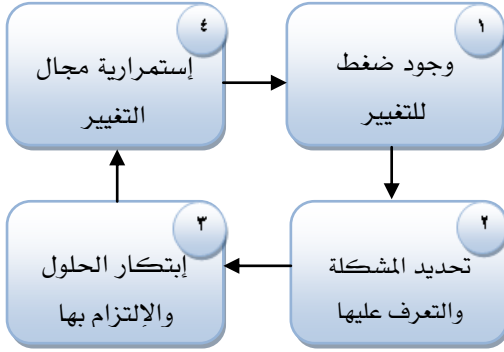 ١
وجود ضغط
للتغيير
٢
تحديد المشكلة
والتعرف عليها
٣
إبتكار الحلول
والإلتزام بها
٤
إستمرارية مجال
التغيير